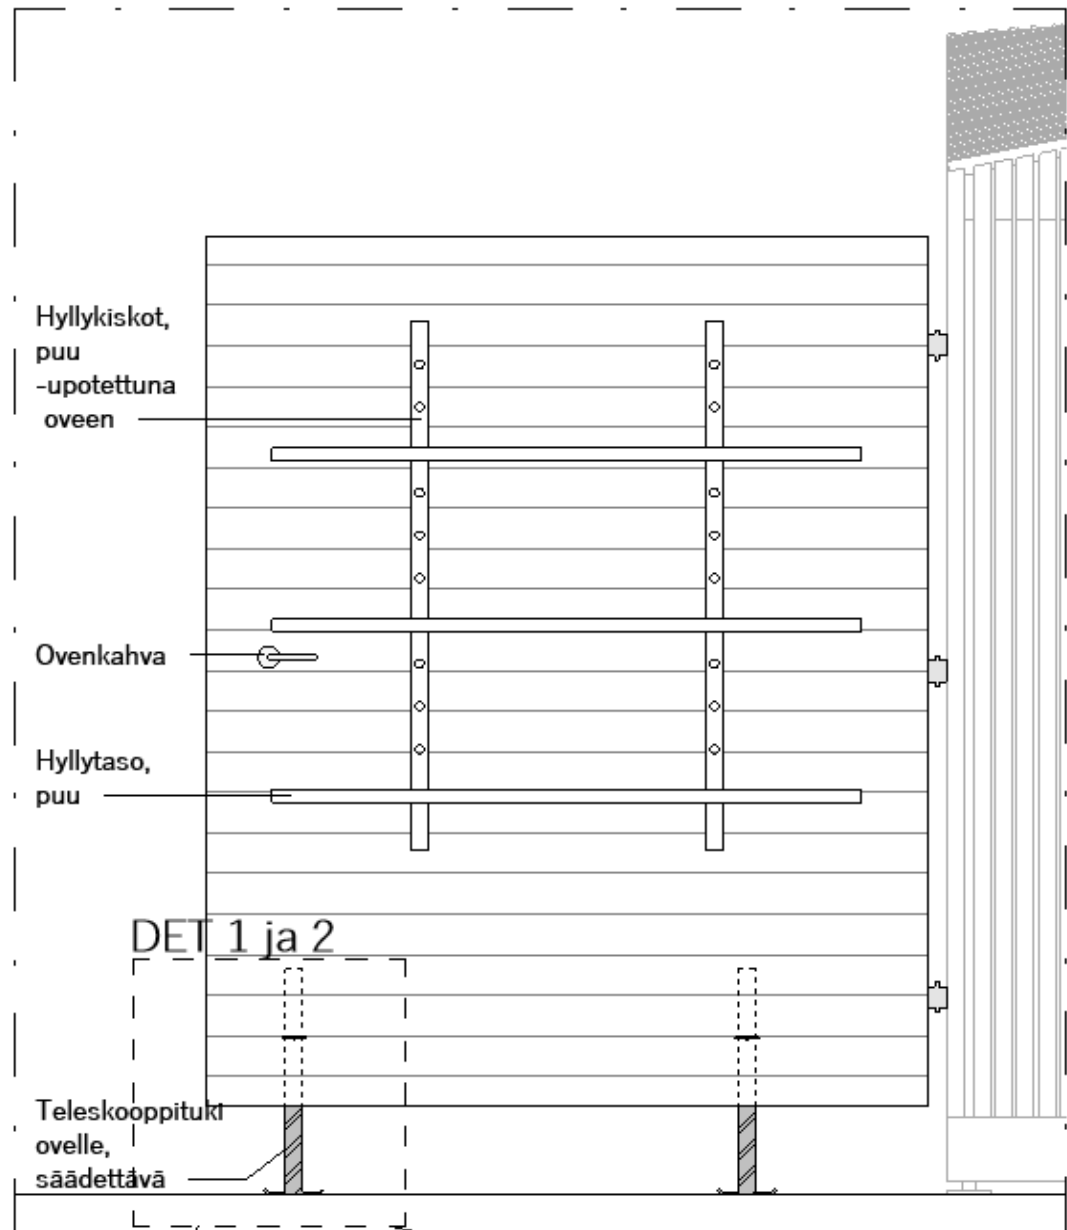 Hyllykiskot,
puu
-upotettuna
oveen
Ovenkahva
Hyllytaso,
puu
DET 1 ja 2
Teleskooppituki
ovelle,
säädettävä